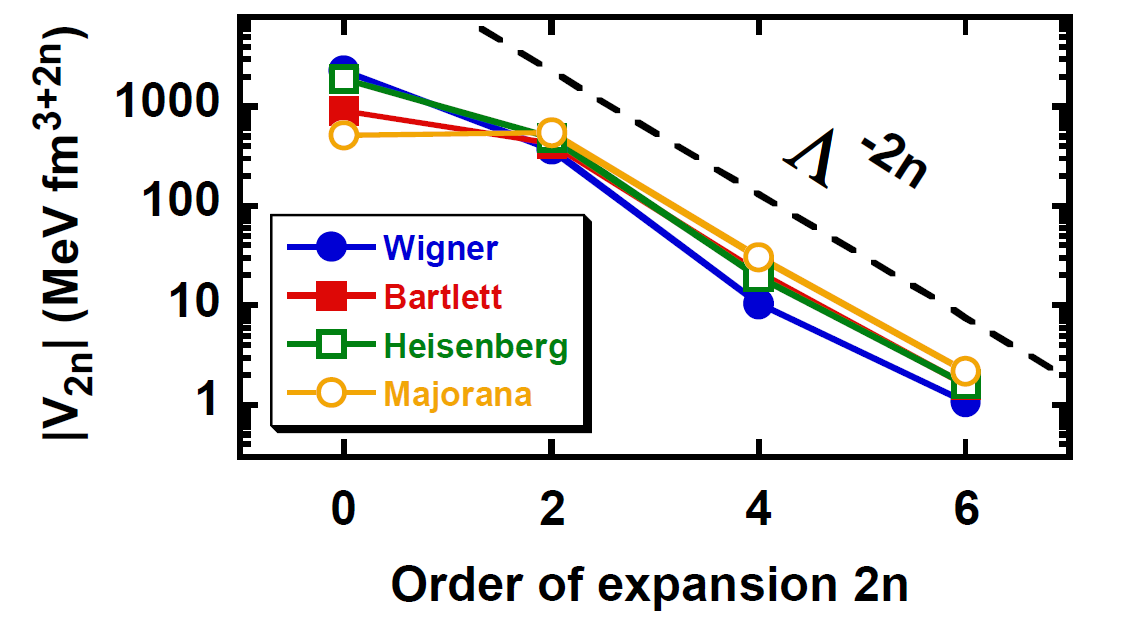 |V2n| (MeV fm3+2n)
1000
100
10
1
Λ -2n
Wigner
Bartlett
Heisenberg
Majorana
0 2 4 6
Order of expansion 2n